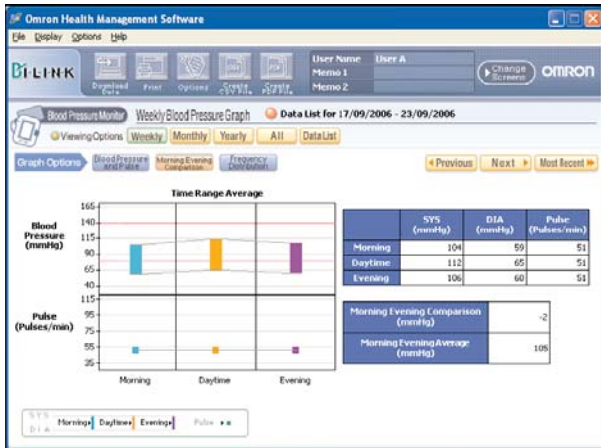 Omron Health Management Software
File Display Options Help
Bi-LINK
Download Data
Print
Options
Create CSV File
User Name User A
Memo 1
Memo 2
Change Screens
OMRON
Blood Pressure Monitor
Weekly Blood Pressure Graph
Data List for 17/09/2006 - 23/09/2006
Viewing Options Weekly Monthly Yearly All Data List
Graph Options
Blood Pressure and Pulse
Morning Evening Comparison
Frequency Distribution
Previous Next Most Recent
Time Range Average
Blood Pressure (mmHg)
165
140
115
90
65
40
Pulse (Pulses/min)
115
95
75
55
35
Morning Daytime Evening
SYS (mmHg) DIA (mmHg) Pulse (Pulses/min)
Morning 104 59 51
Daytime 112 65 51
Evening 106 60 51
Morning Evening Comparison (mmHg) -2
Morning Evening Average (mmHg) 105
SYS
DIA
Morning Daytime Evening Pulse